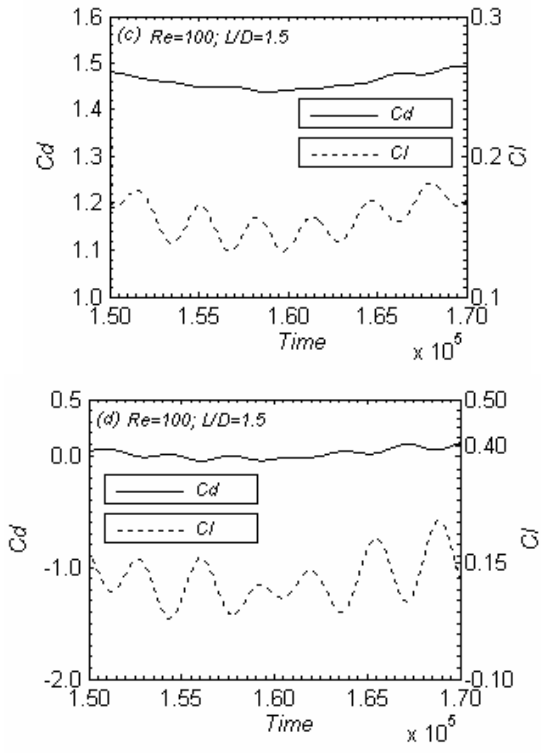 1.6 0.3
(c) Re=100; L/D=1.5
1.5
Cd
1.4
Cl
1.3 0.2
Cd Cl
1.2
1.1
1.0 0.1
1.50 1.55 1.60 1.65 1.70
Time x 10^5
0.5 0.50
(d) Re=100; L/D=1.5
0.40
0.0
Cd
Cl
Cd Cl
-1.0 0.15
-2.0 -0.10
1.50 1.55 1.60 1.65 1.70
Time x 10^5